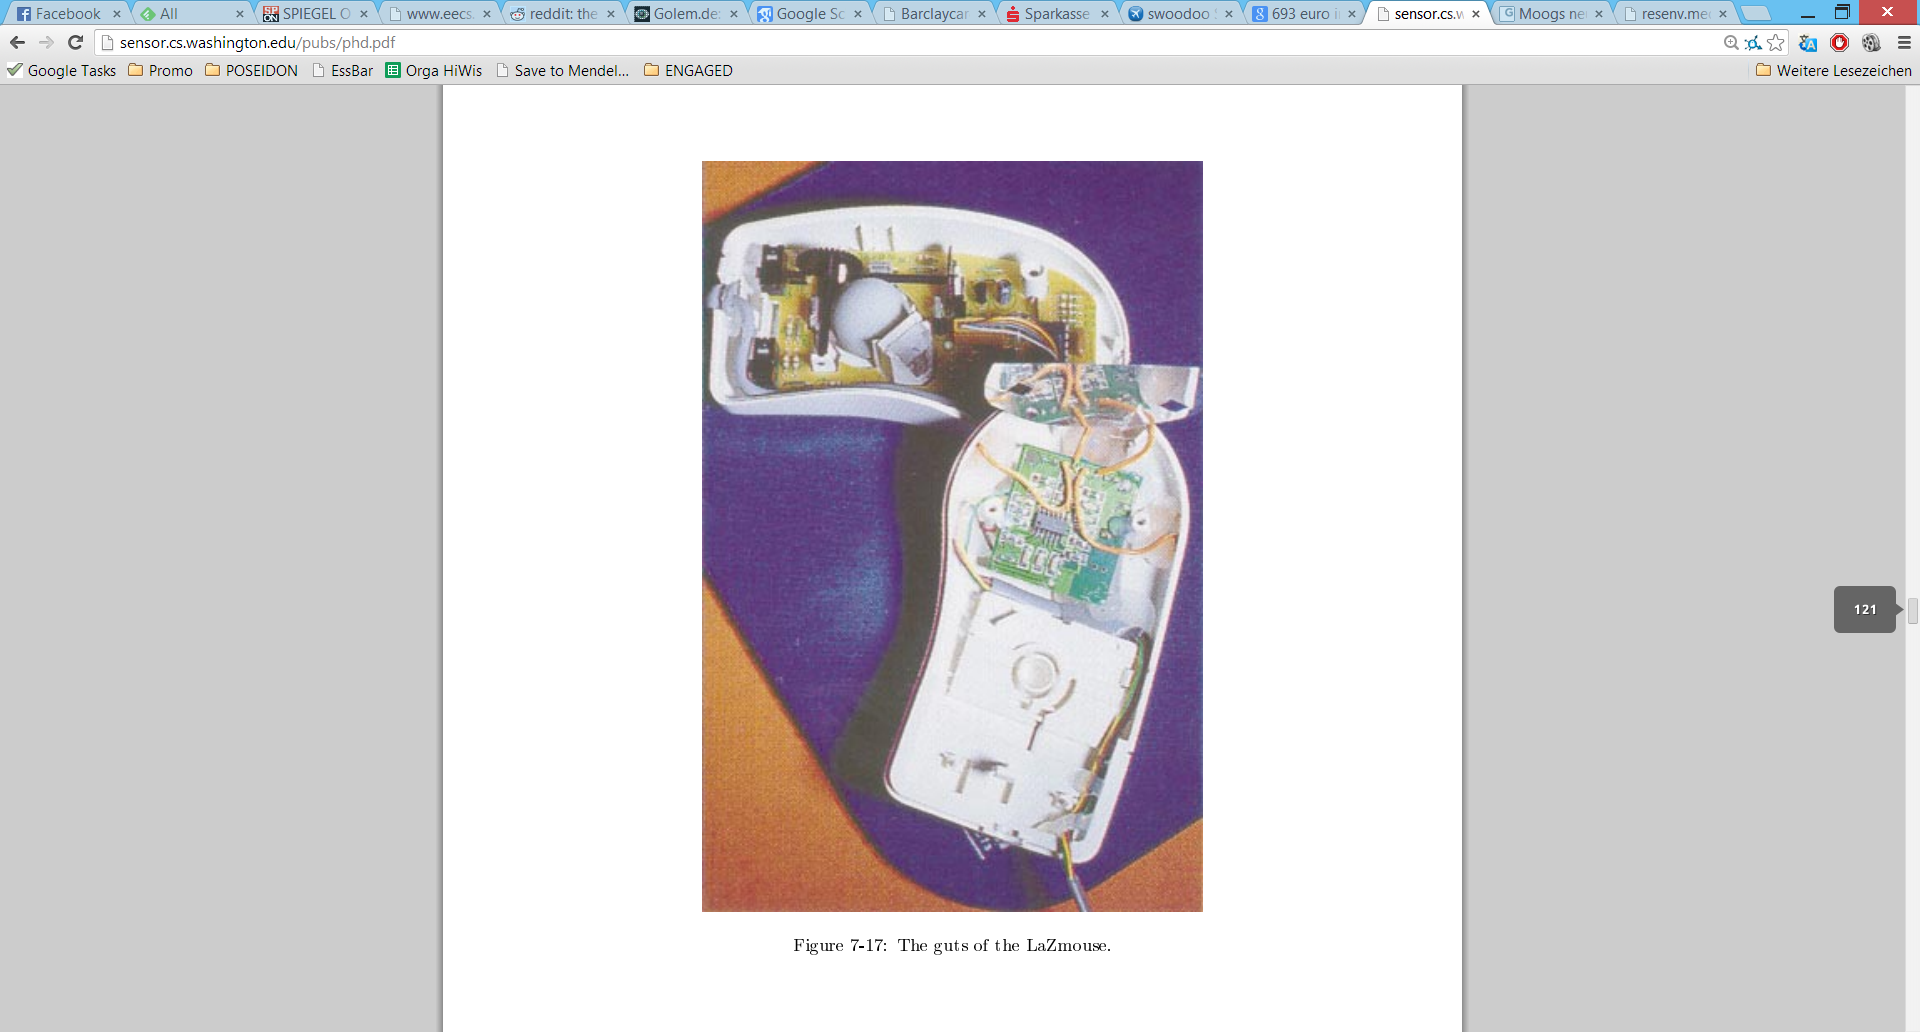 Facebook
All
SPIEGEL O
www.eecs.
reddit: the
Golem.de:
Google Sc
Barclaycar
Sparkasse
swoodoo
693 euro i
sensor.cs.w
Moogs ne
resenv.me
sensor.cs.washington.edu/pubs/phd.pdf
Google Tasks
Promo
POSEIDON
EssBar
Orga HiWis
Save to Mendel...
ENGAGED
Weitere Lesezeichen
121
Figure 7-17: The guts of the LaZmouse.